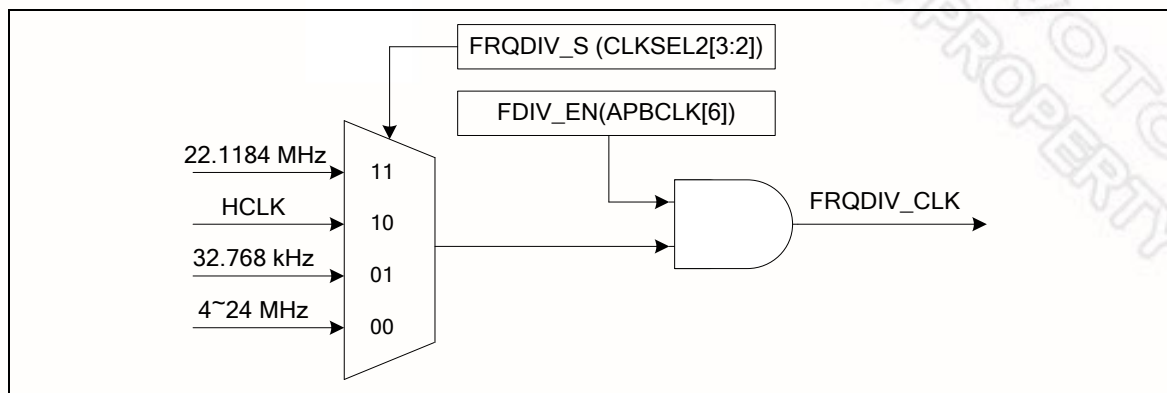 FRQDIV_S (CLKSEL2[3:2])
FDIV_EN(APBCLK[6])
22.1184 MHz
11
HCLK
10
32.768 kHz
01
4~24 MHz
00
FRQDIV_CLK